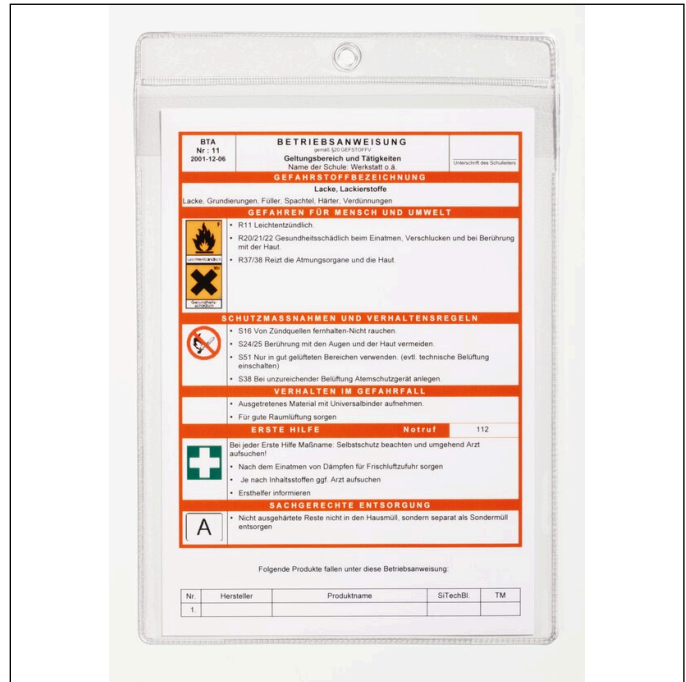 BTA
Nr : 11
2001-12-06
BETRIEBSANWEISUNG
gemäß §20 GEFSTOFFV
Geltungsbereich und Tätigkeiten
Name der Schule: Werkstatt o.ä.
Unterschrift des Schulleiters
GEFAHRSTOFFBEZEICHNUNG
Lacke, Lackierstoffe
Lacke, Grundierungen, Füller, Spachtel, Härter, Verdünnungen
GEFAHREN FÜR MENSCH UND UMWELT
F
Leichtentzündlich
Xn
Gesundheits-
schädlich
• R11 Leichtentzündlich.
• R20/21/22 Gesundheitsschädlich beim Einatmen, Verschlucken und bei Berührung
mit der Haut.
• R37/38 Reizt die Atmungsorgane und die Haut.
SCHUTZMASSNAHMEN UND VERHALTENSREGELN
• S16 Von Zündquellen fernhalten-Nicht rauchen.
• S24/25 Berührung mit den Augen und der Haut vermeiden.
• S51 Nur in gut gelüfteten Bereichen verwenden. (evtl. technische Belüftung
einschalten)
• S38 Bei unzureichender Belüftung Atemschutzgerät anlegen.
VERHALTEN IM GEFAHRFALL
• Ausgetretenes Material mit Universalbinder aufnehmen.
• Für gute Raumlüftung sorgen
ERSTE HILFE Notruf 112
Bei jeder Erste Hilfe Maßname: Selbstschutz beachten und umgehend Arzt
aufsuchen!
• Nach dem Einatmen von Dämpfen für Frischluftzufuhr sorgen
• Je nach Inhaltsstoffen ggf. Arzt aufsuchen
• Ersthelfer informieren
SACHGERECHTE ENTSORGUNG
A
• Nicht ausgehärtete Reste nicht in den Hausmüll, sondern separat als Sondermüll
entsorgen
Folgende Produkte fallen unter diese Betriebsanweisung:
Nr. Hersteller Produktname SiTechBl. TM
1.